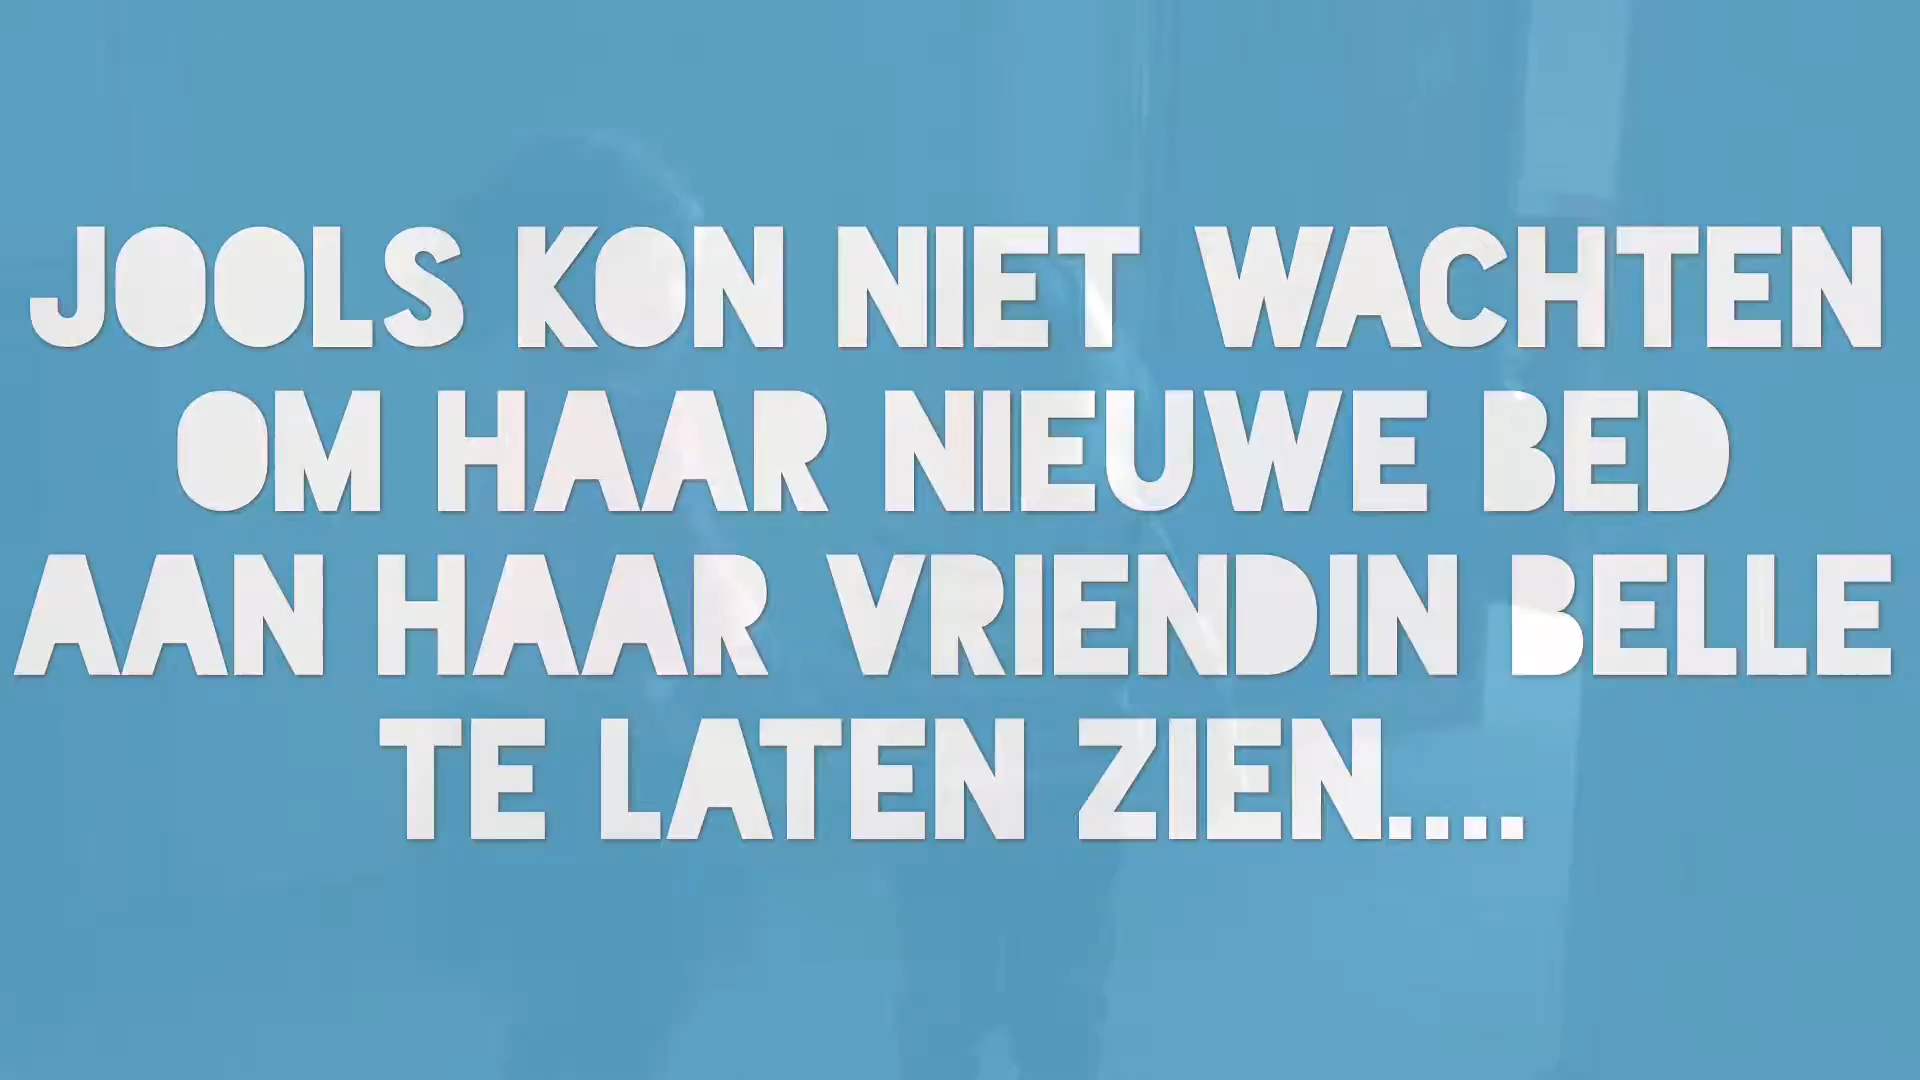 JOOLS KON NIET WACHTEN
OM HAAR NIEUWE BED
AAN HAAR VRIENDIN BELLE
TE LATEN ZIEN....